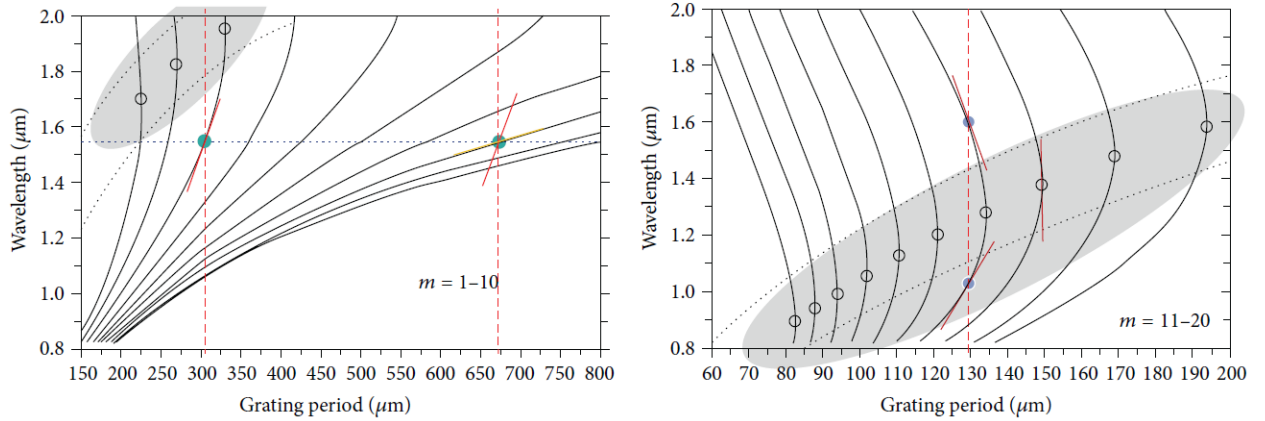 2.0
1.8
1.6
1.4
1.2
1.0
0.8
Wavelength (μm)
150 200 250 300 350 400 450 500 550 600 650 700 750 800
Grating period (μm)
m = 1–10
2.0
1.8
1.6
1.4
1.2
1.0
0.8
Wavelength (μm)
60 70 80 90 100 110 120 130 140 150 160 170 180 190 200
Grating period (μm)
m = 11–20